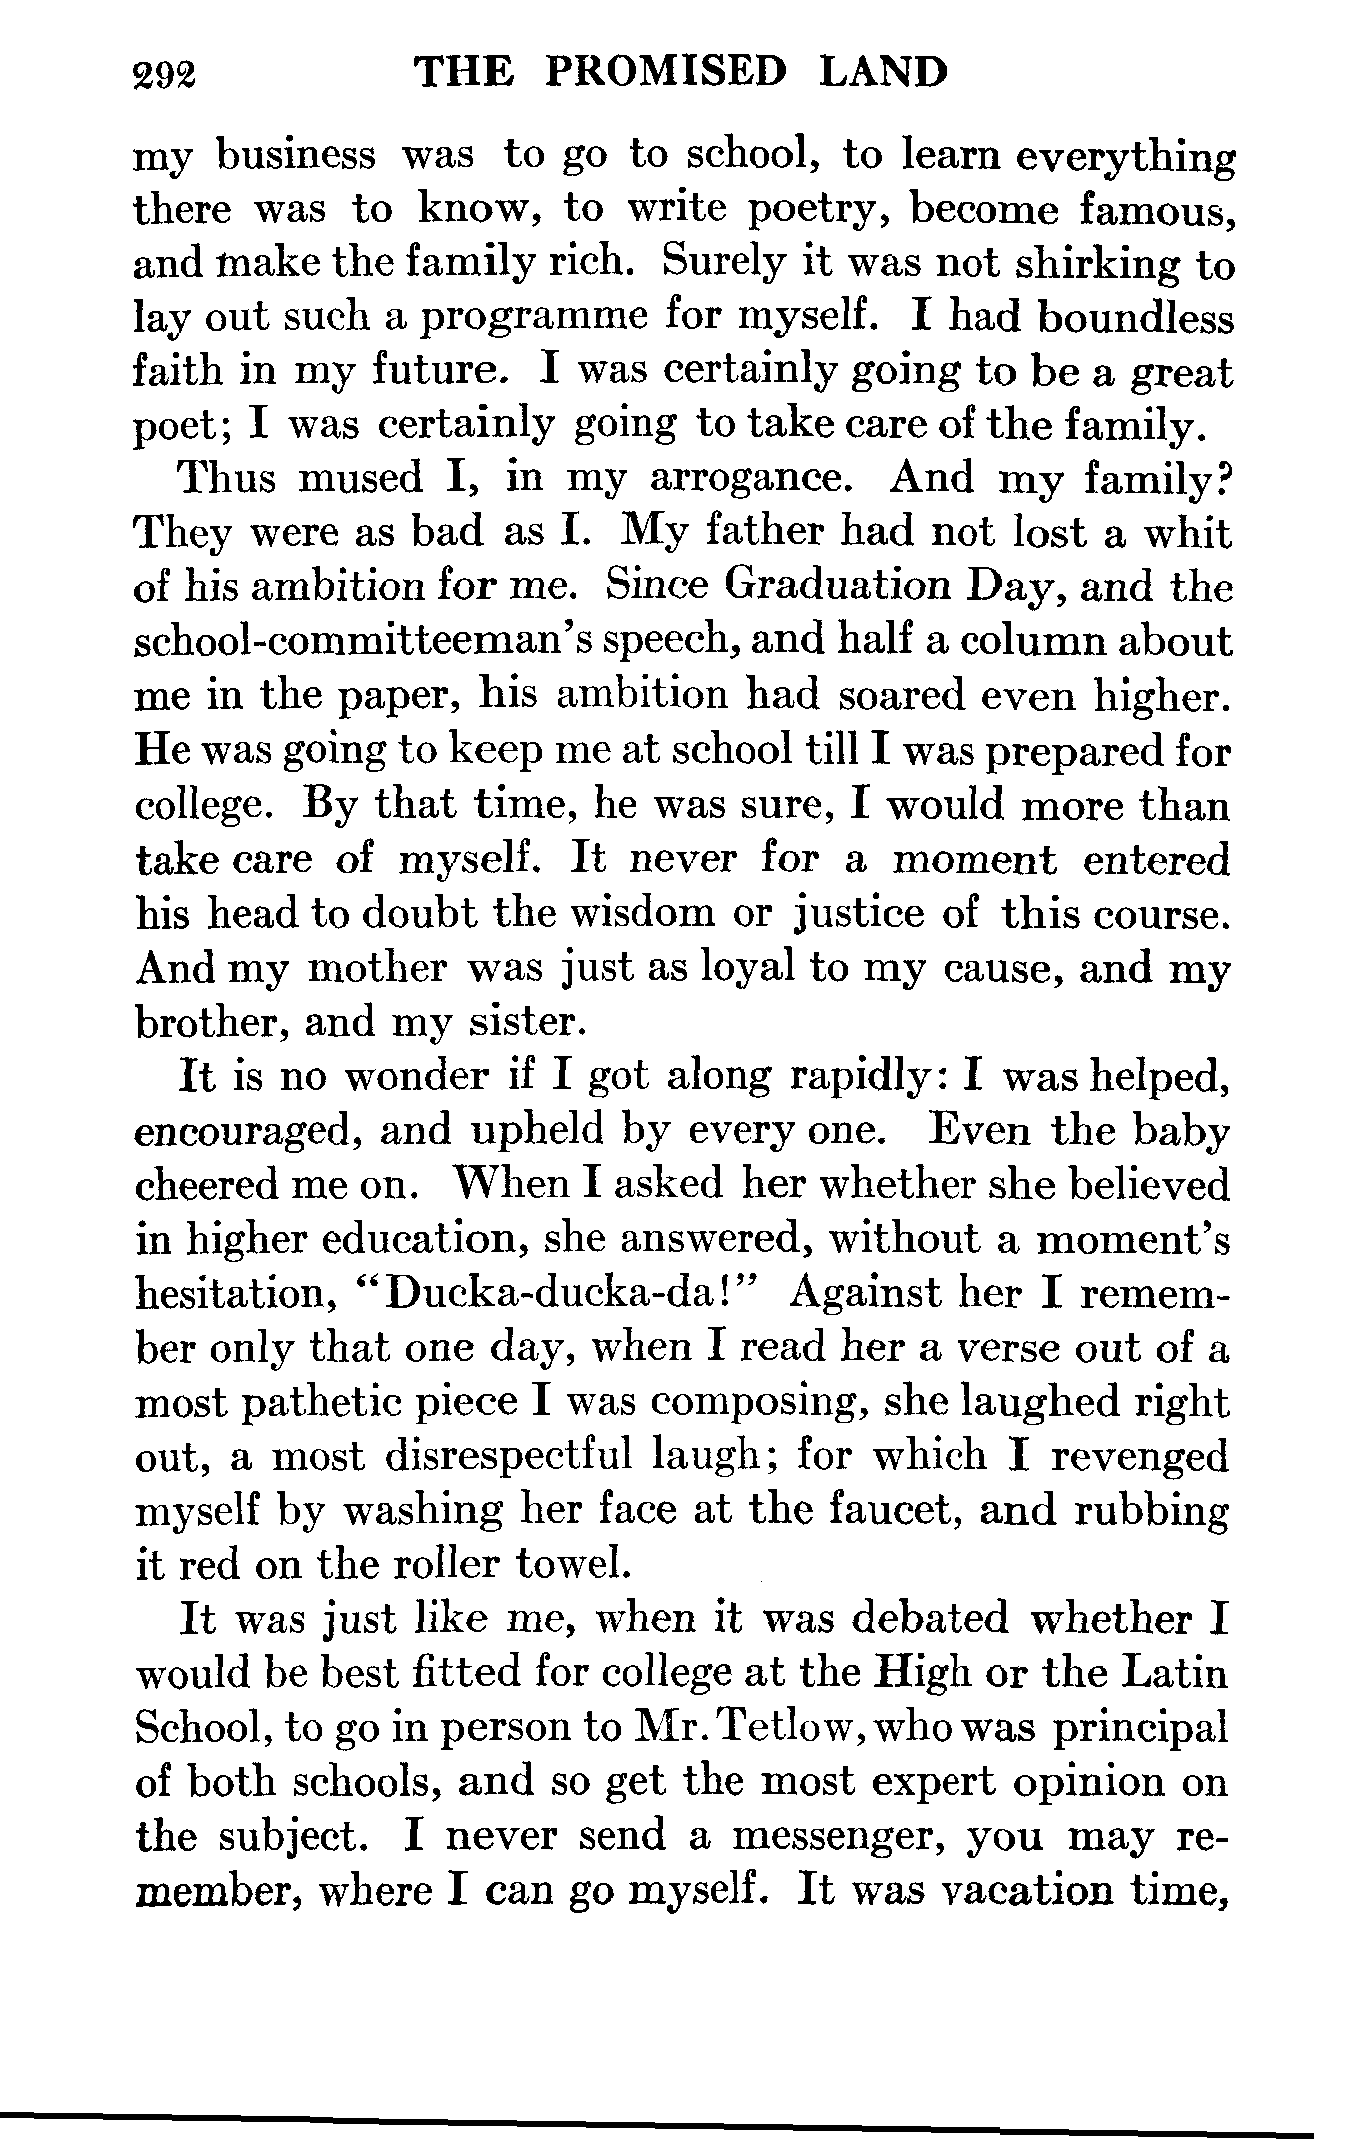 292 THE PROMISED LAND
my business was to go to school, to learn everything
there was to know, to write poetry, become famous,
and make the family rich. Surely it was not shirking to
lay out such a programme for myself. I had boundless
faith in my future. I was certainly going to be a great
poet; I was certainly going to take care of the family.
Thus mused I, in my arrogance. And my family?
They were as bad as I. My father had not lost a whit
of his ambition for me. Since Graduation Day, and the
school-committeeman's speech, and half a column about
me in the paper, his ambition had soared even higher.
He was going to keep me at school till I was prepared for
college. By that time, he was sure, I would more than
take care of myself. It never for a moment entered
his head to doubt the wisdom or justice of this course.
And my mother was just as loyal to my cause, and my
brother, and my sister.
It is no wonder if I got along rapidly: I was helped,
encouraged, and upheld by every one. Even the baby
cheered me on. When I asked her whether she believed
in higher education, she answered, without a moment's
hesitation, "Ducka-ducka-da!" Against her I remem-
ber only that one day, when I read her a verse out of a
most pathetic piece I was composing, she laughed right
out, a most disrespectful laugh; for which I revenged
myself by washing her face at the faucet, and rubbing
it red on the roller towel.
It was just like me, when it was debated whether I
would be best fitted for college at the High or the Latin
School, to go in person to Mr. Tetlow, who was principal
of both schools, and so get the most expert opinion on
the subject. I never send a messenger, you may re-
member, where I can go myself. It was vacation time,